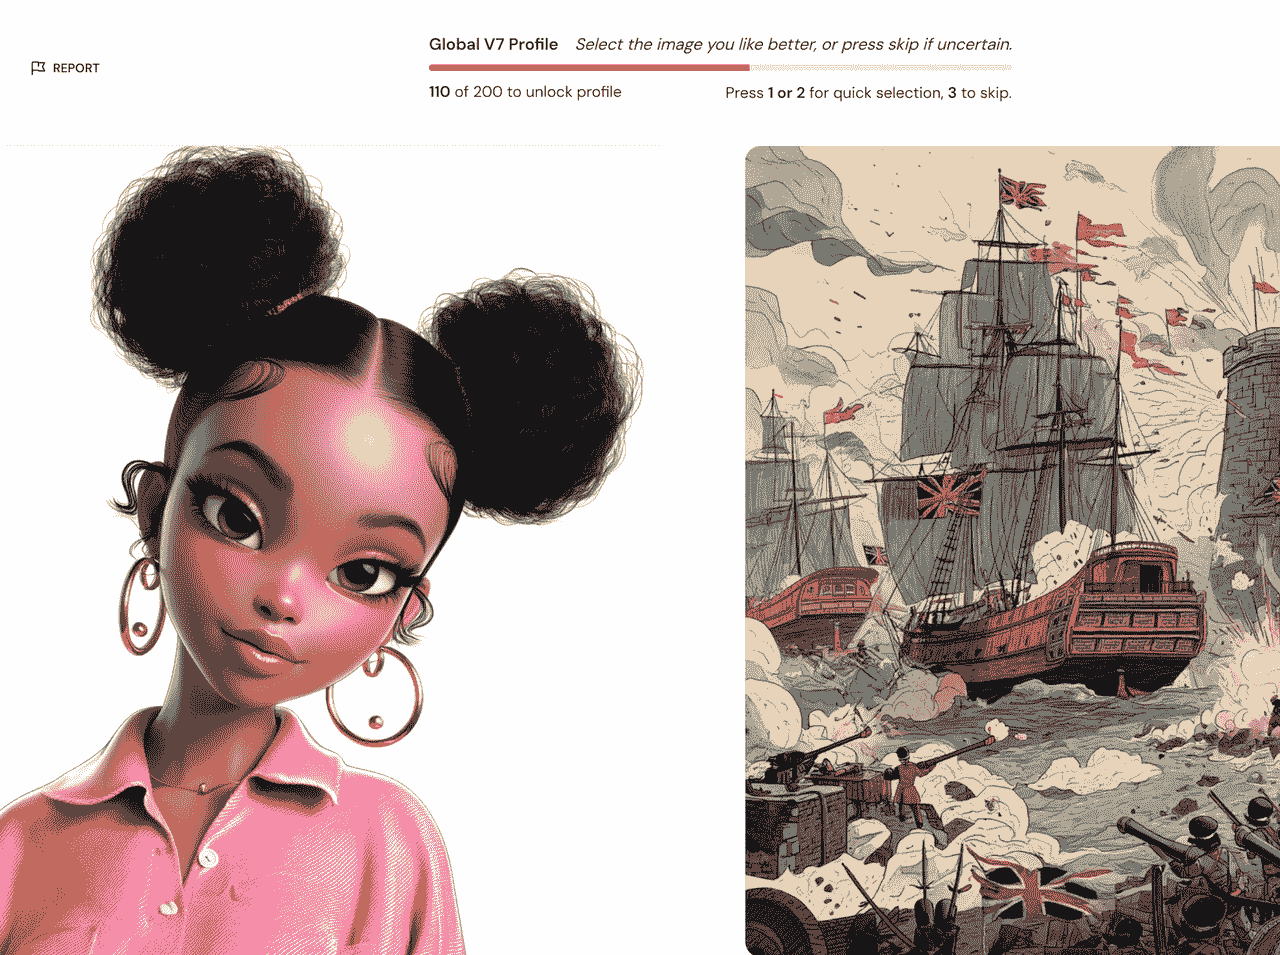 Global V7 Profile Select the image you like better, or press skip if uncertain.
REPORT
110 of 200 to unlock profile Press 1 or 2 for quick selection, 3 to skip.